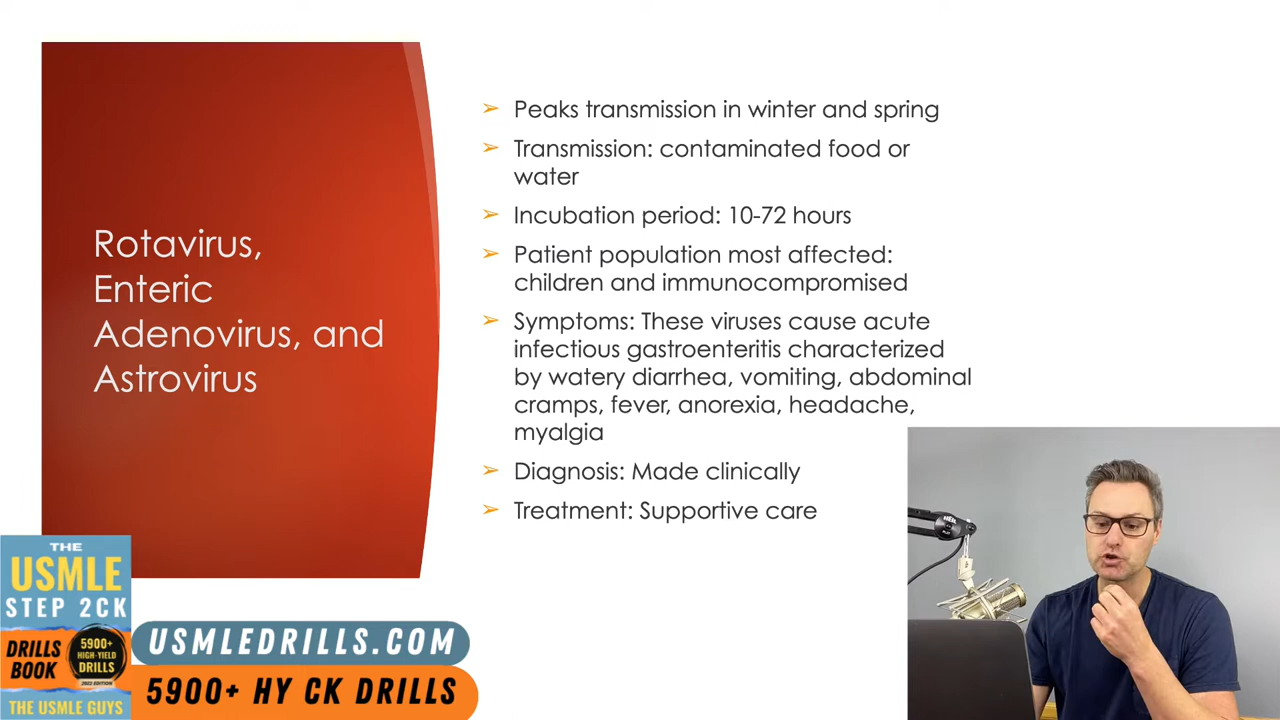 Rotavirus,
Enteric
Adenovirus, and
Astrovirus
➢ Peaks transmission in winter and spring
➢ Transmission: contaminated food or
water
➢ Incubation period: 10-72 hours
➢ Patient population most affected:
children and immunocompromised
➢ Symptoms: These viruses cause acute
infectious gastroenteritis characterized
by watery diarrhea, vomiting, abdominal
cramps, fever, anorexia, headache,
myalgia
➢ Diagnosis: Made clinically
➢ Treatment: Supportive care
THE
USMLE
STEP 2CK
DRILLS
BOOK
5900+
HIGH-YIELD
DRILLS
2022 EDITION
THE USMLE GUYS
USMLEDRILLS.COM
5900+ HY CK DRILLS